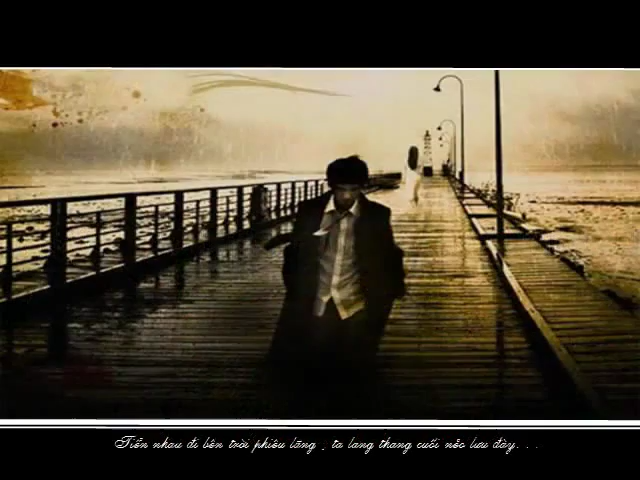 Tiễn nhau đi bên trời phiêu lãng , ta lang thang cuối nẻo lưu đày. . .